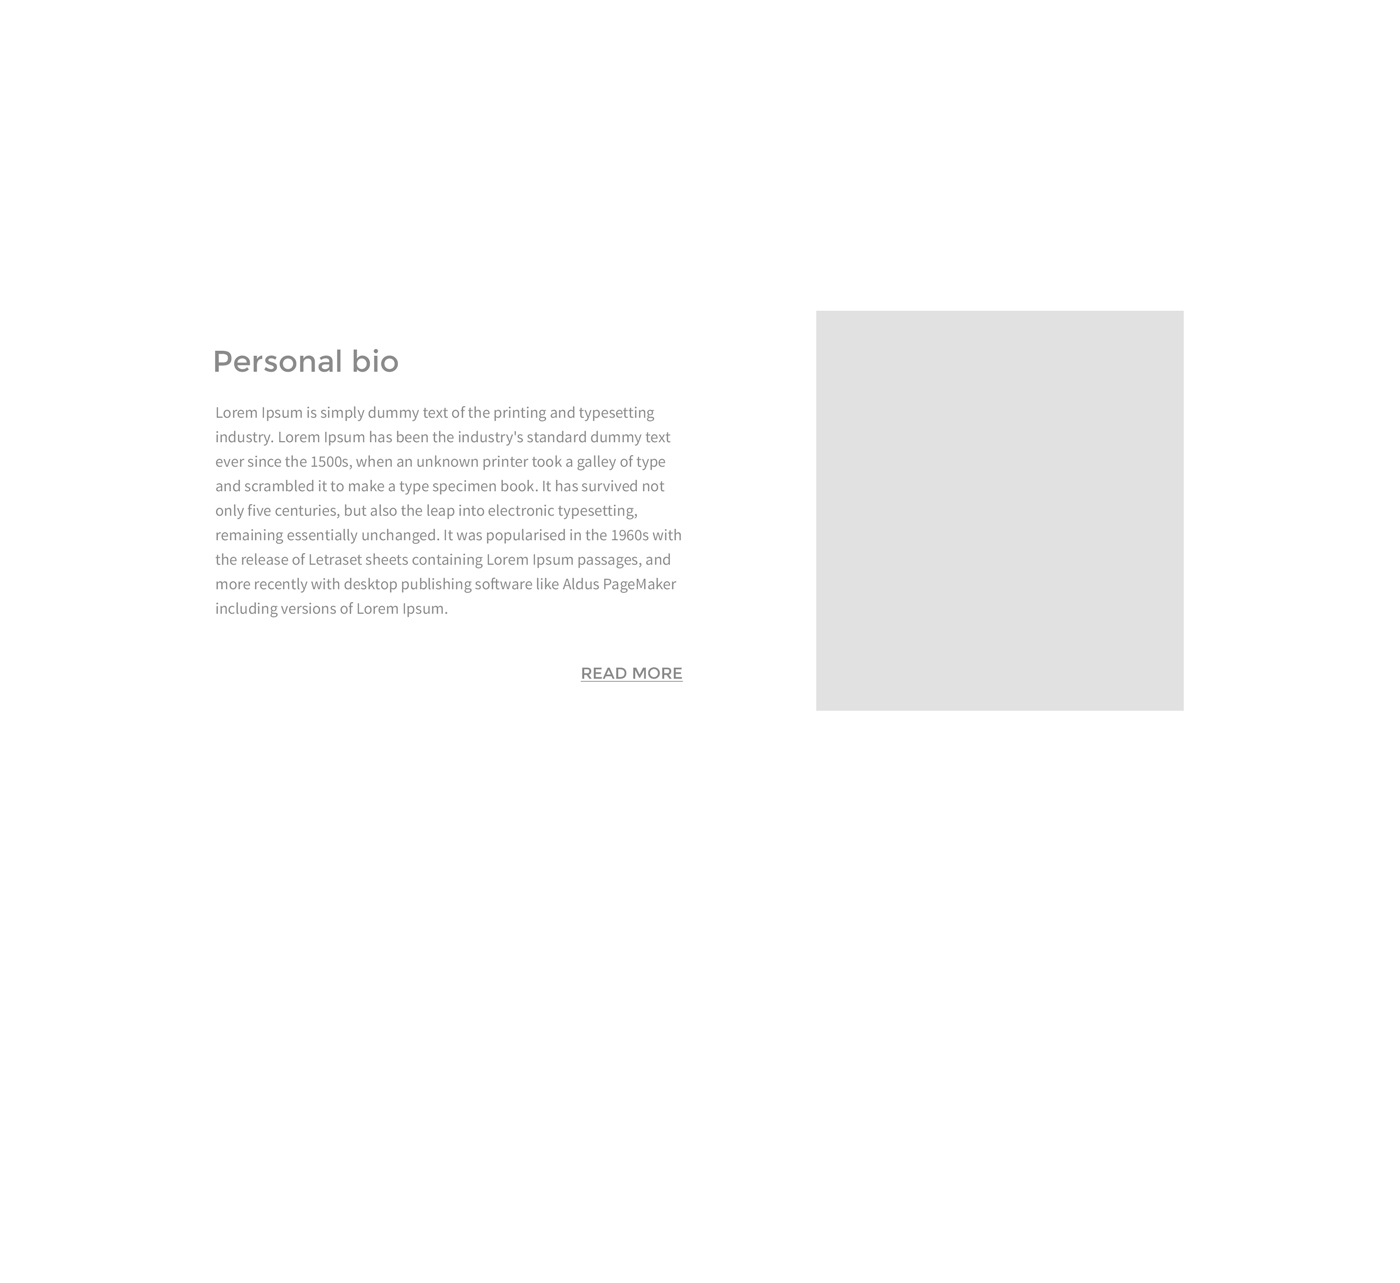 Personal bio
Lorem Ipsum is simply dummy text of the printing and typesetting
industry. Lorem Ipsum has been the industry's standard dummy text
ever since the 1500s, when an unknown printer took a galley of type
and scrambled it to make a type specimen book. It has survived not
only five centuries, but also the leap into electronic typesetting,
remaining essentially unchanged. It was popularised in the 1960s with
the release of Letraset sheets containing Lorem Ipsum passages, and
more recently with desktop publishing software like Aldus PageMaker
including versions of Lorem Ipsum.
READ MORE